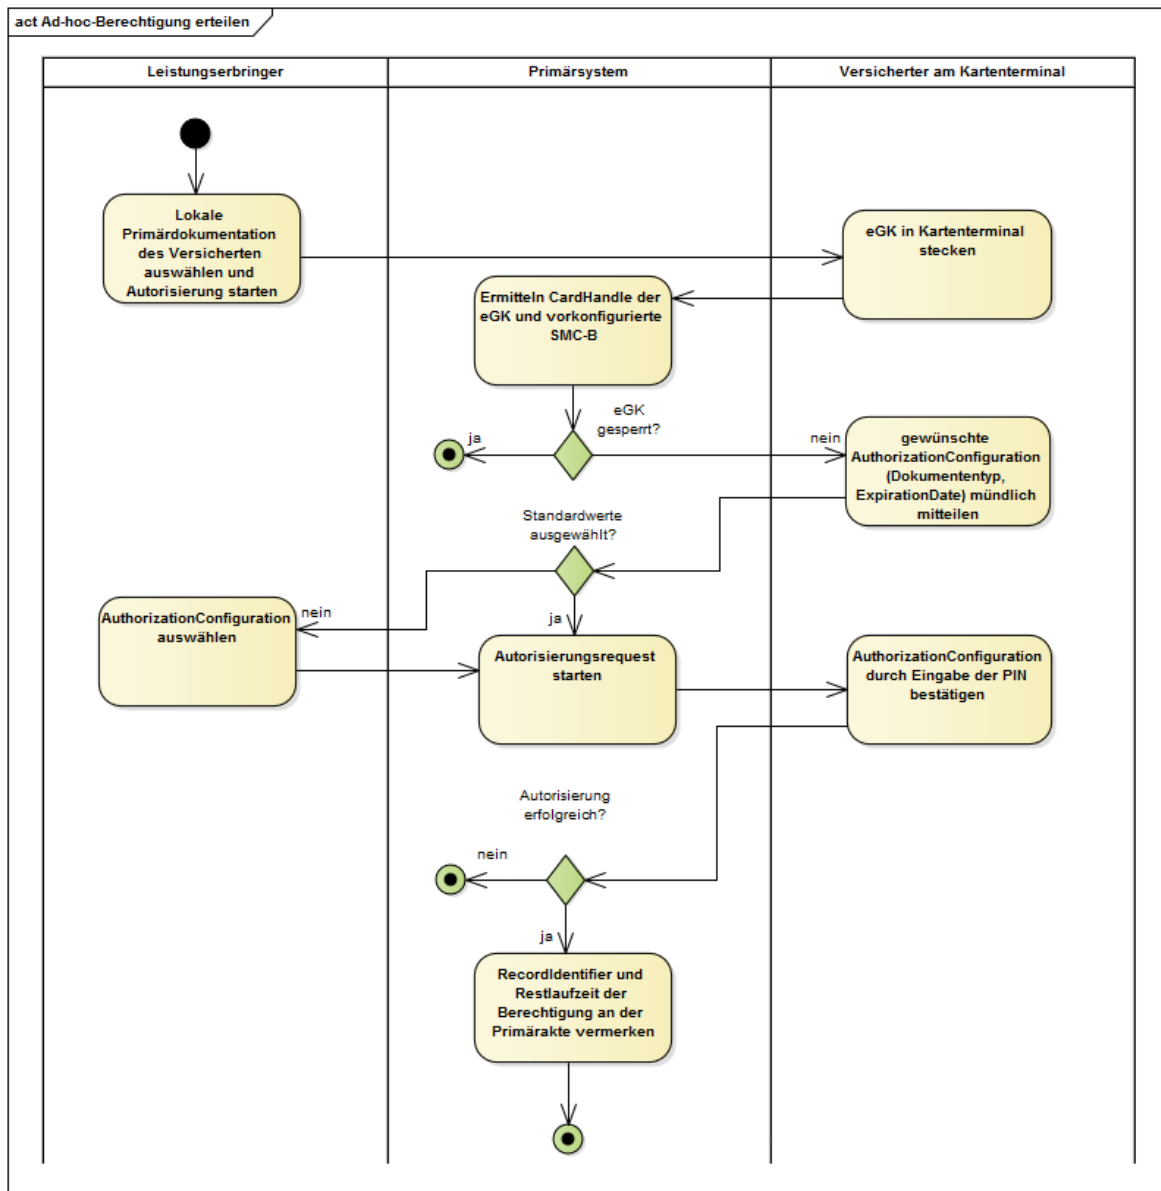 act Ad-hoc-Berechtigung erteilen
Leistungserbringer
Primärsystem
Versicherter am Kartenterminal
Lokale
Primärdokumentation
des Versicherten
auswählen und
Autorisierung starten
eGK in Kartenterminal
stecken
Ermitteln CardHandle der
eGK und vorkonfigurierte
SMC-B
eGK
gesperrt?
ja
nein
gewünschte
AuthorizationConfiguration
(Dokumententyp,
ExpirationDate) mündlich
mitteilen
Standardwerte
ausgewählt?
nein
ja
AuthorizationConfiguration
auswählen
Autorisierungsrequest
starten
AuthorizationConfiguration
durch Eingabe der PIN
bestätigen
Autorisierung
erfolgreich?
nein
ja
RecordIdentifier und
Restlaufzeit der
Berechtigung an der
Primärakte vermerken